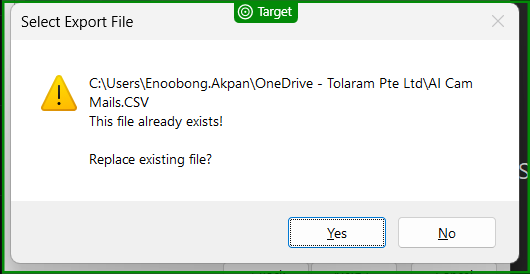 Target
Select Export File
C:\Users\Enoobong.Akpan\OneDrive - Tolaram Pte Ltd\AI Cam
Mails.CSV
This file already exists!
Replace existing file?
Yes
No